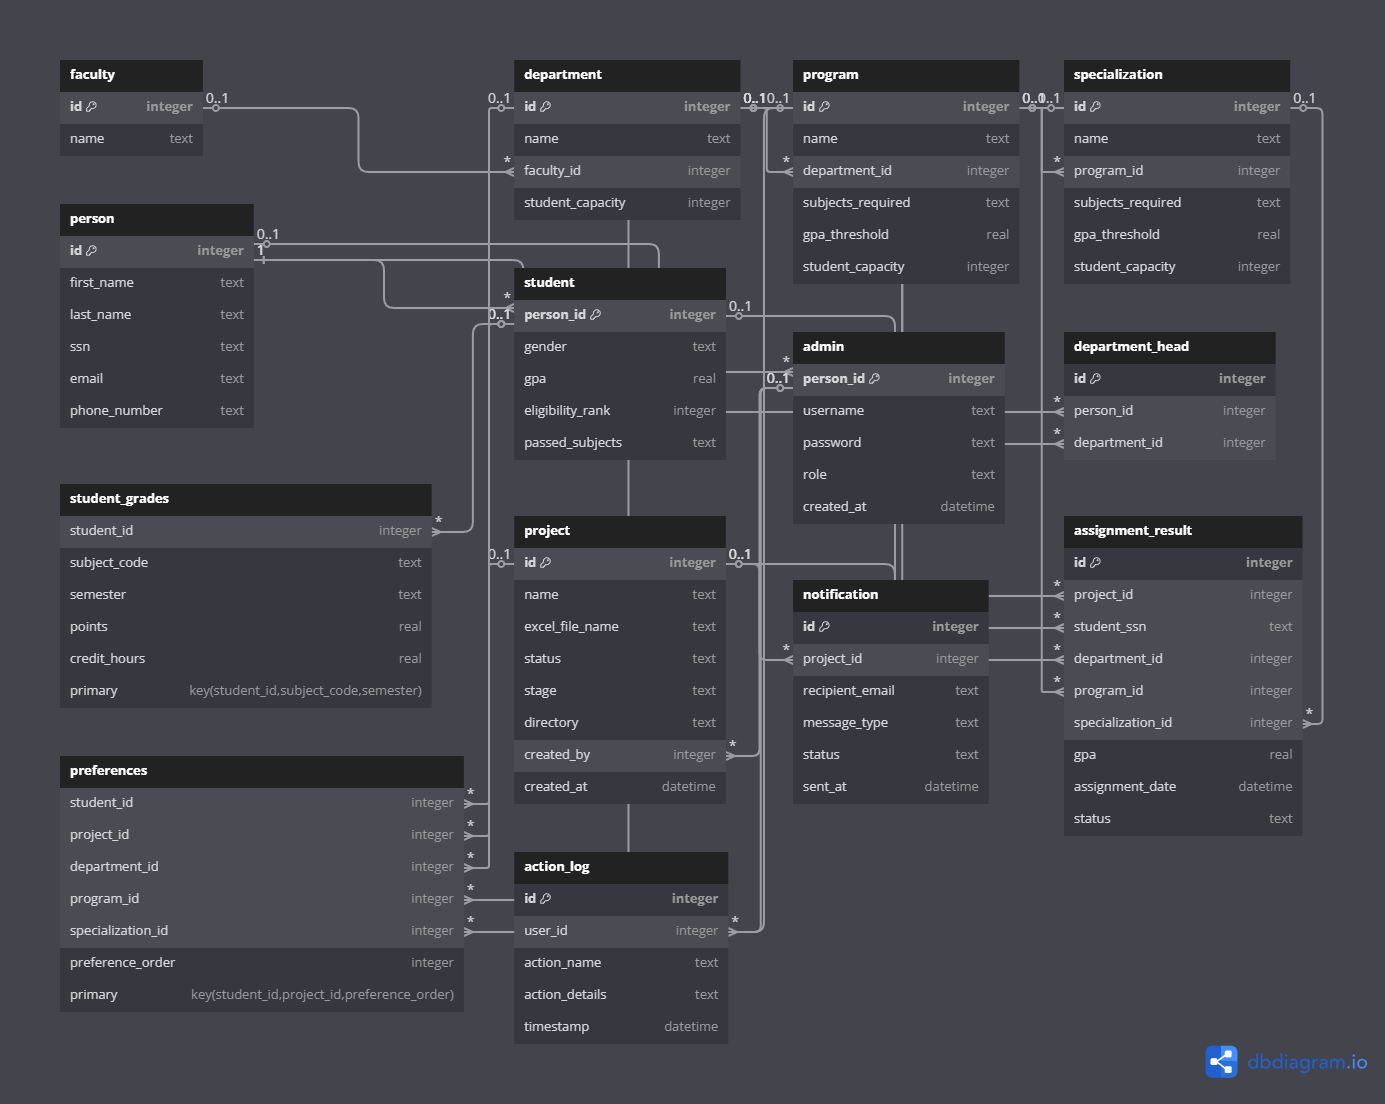 faculty
id integer
name text
0..1
department
id integer
name text
faculty_id integer
student_capacity integer
0..1
*
0..1
0..1
program
id integer
name text
department_id integer
subjects_required text
gpa_threshold real
student_capacity integer
*
0..1
0..1
specialization
id integer
name text
program_id integer
subjects_required text
gpa_threshold real
student_capacity integer
*
0..1
person
id integer
first_name text
last_name text
ssn text
email text
phone_number text
0..1
1
student
person_id integer
gender text
gpa real
eligibility_rank integer
passed_subjects text
*
0..1
0..1
admin
person_id integer
username text
password text
role text
created_at datetime
*
0..1
department_head
id integer
person_id integer
department_id integer
*
*
student_grades
student_id integer
subject_code text
semester text
points real
credit_hours real
primary key(student_id,subject_code,semester)
*
project
id integer
name text
excel_file_name text
status text
stage text
directory text
created_by integer
created_at datetime
0..1
0..1
*
notification
id integer
project_id integer
recipient_email text
message_type text
status text
sent_at datetime
*
assignment_result
id integer
project_id integer
student_ssn text
department_id integer
program_id integer
specialization_id integer
gpa real
assignment_date datetime
status text
*
*
*
*
*
preferences
student_id integer
project_id integer
department_id integer
program_id integer
specialization_id integer
preference_order integer
primary key(student_id,project_id,preference_order)
*
*
*
*
*
action_log
id integer
user_id integer
action_name text
action_details text
timestamp datetime
*
dbdiagram.io